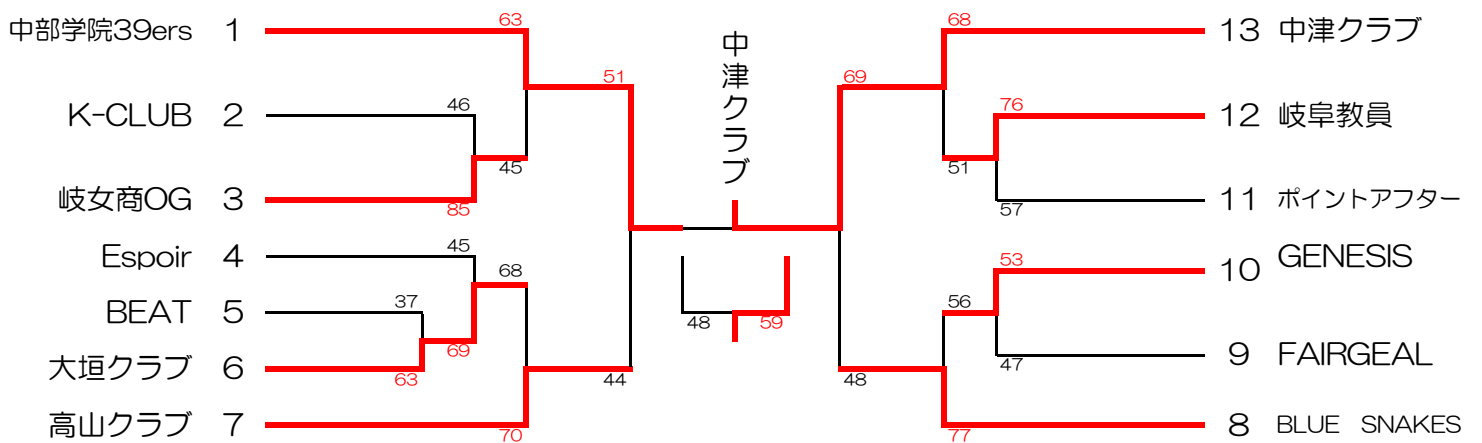 中部学院39ers 1
K-CLUB 2
岐女商OG 3
Espoir 4
BEAT 5
大垣クラブ 6
高山クラブ 7
63
46
85
45
51
45
37
63
69
68
70
44
中津クラブ
48
59
68
69
76
57
51
53
47
56
77
48
13 中津クラブ
12 岐阜教員
11 ポイントアフター
10 GENESIS
9 FAIRGEAL
8 BLUE SNAKES